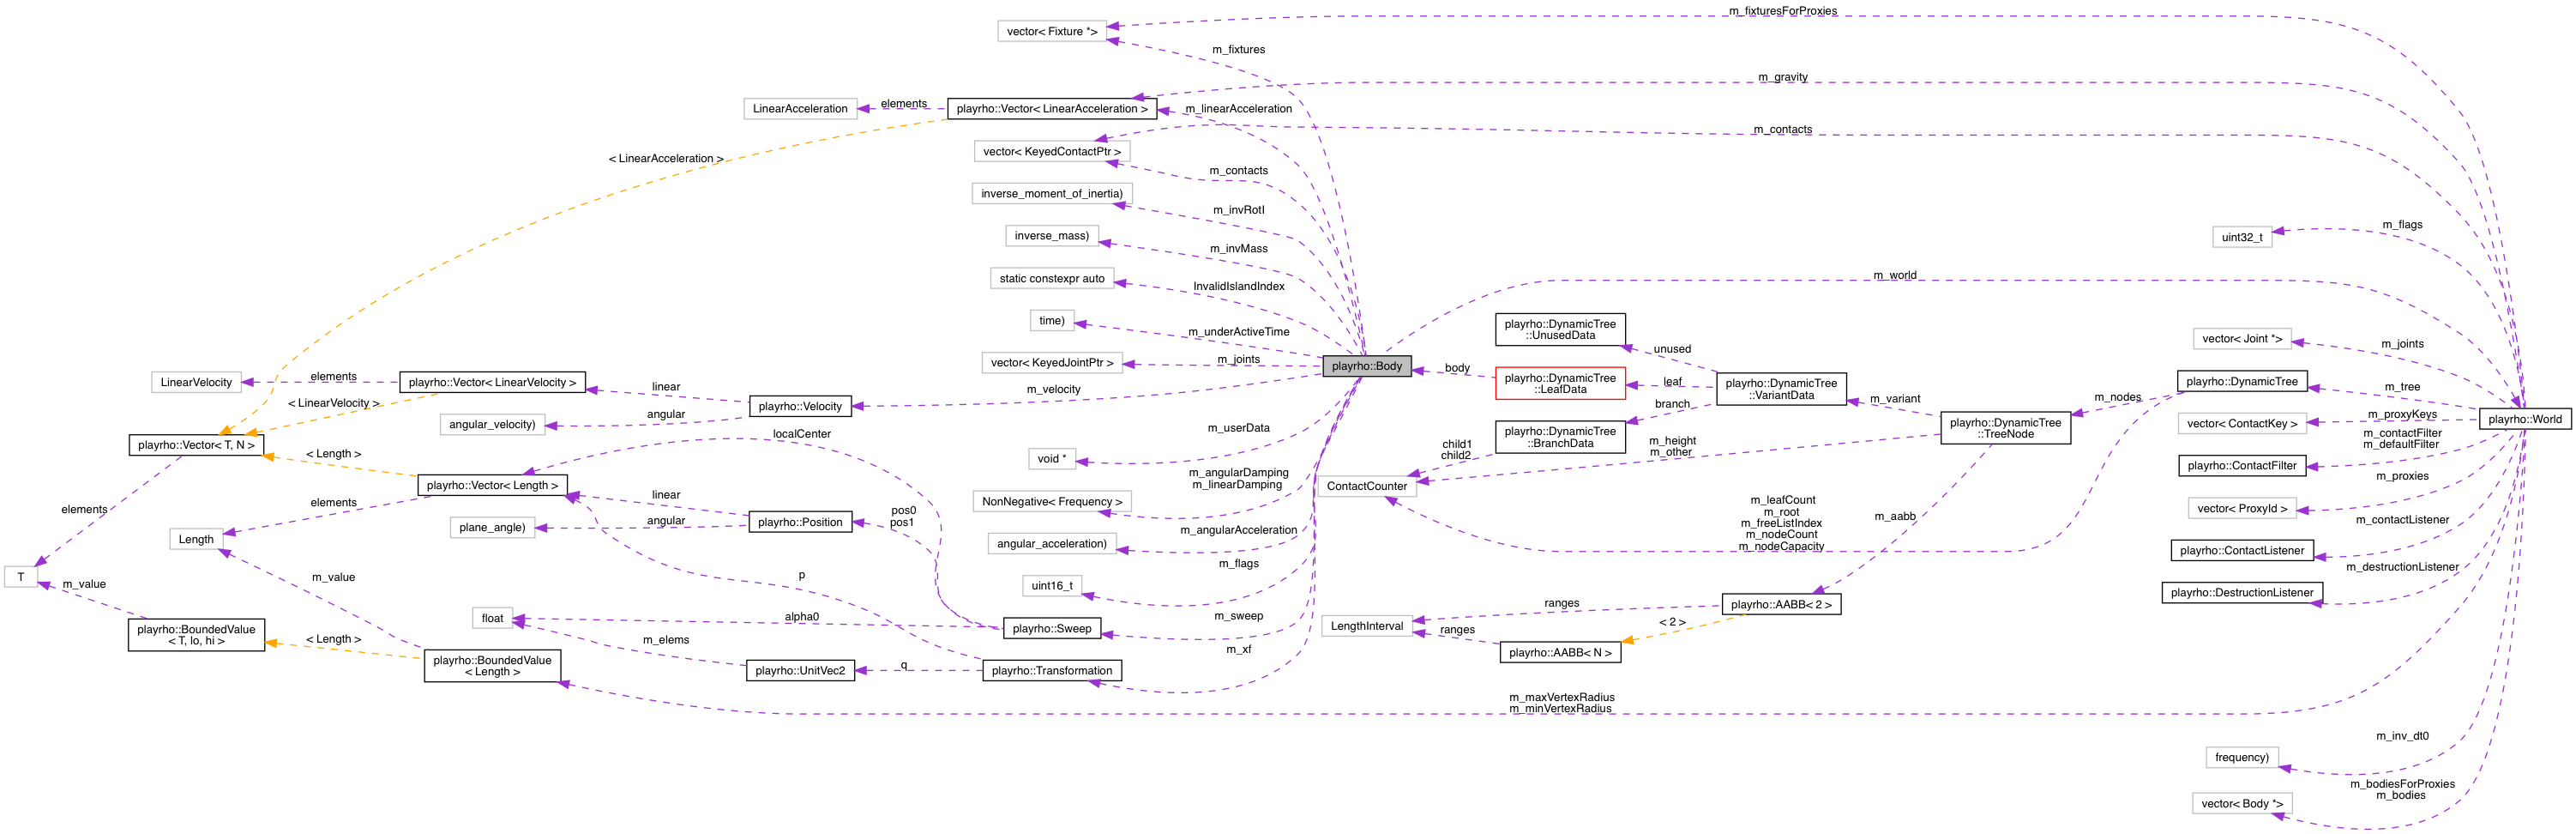 m_fixturesForProxies
vector< Fixture *>
m_fixtures
m_gravity
LinearAcceleration
elements
playrho::Vector< LinearAcceleration >
m_linearAcceleration
m_contacts
< LinearAcceleration >
vector< KeyedContactPtr >
m_contacts
inverse_moment_of_inertia)
m_invRotI
inverse_mass)
m_invMass
uint32_t
m_flags
static constexpr auto
InvalidIslandIndex
m_world
time)
m_underActiveTime
playrho::DynamicTree
::UnusedData
unused
vector< Joint *>
m_joints
vector< KeyedJointPtr >
m_joints
playrho::Body
body
playrho::DynamicTree
::LeafData
leaf
playrho::DynamicTree
::VariantData
m_variant
m_nodes
playrho::DynamicTree
m_tree
LinearVelocity
elements
playrho::Vector< LinearVelocity >
linear
m_velocity
< LinearVelocity >
playrho::Velocity
branch
angular
angular_velocity)
playrho::DynamicTree
::BranchData
playrho::DynamicTree
::TreeNode
vector< ContactKey >
m_proxyKeys
playrho::World
m_contactFilter
m_defaultFilter
playrho::ContactFilter
playrho::Vector< T, N >
localCenter
m_userData
void *
child1
child2
m_height
m_other
< Length >
playrho::Vector< Length >
m_angularDamping
m_linearDamping
ContactCounter
m_proxies
NonNegative< Frequency >
vector< ProxyId >
elements
elements
linear
pos0
pos1
m_leafCount
m_root
m_freeListIndex
m_nodeCount
m_nodeCapacity
m_aabb
m_contactListener
plane_angle)
angular
playrho::Position
m_angularAcceleration
angular_acceleration)
Length
playrho::ContactListener
T
m_value
m_value
p
m_flags
uint16_t
m_destructionListener
playrho::DestructionListener
ranges
playrho::AABB< 2 >
float
alpha0
m_sweep
playrho::Sweep
LengthInterval
ranges
< 2 >
playrho::BoundedValue
< T, lo, hi >
< Length >
m_elems
m_xf
playrho::AABB< N >
playrho::BoundedValue
< Length >
playrho::UnitVec2
q
playrho::Transformation
m_maxVertexRadius
m_minVertexRadius
m_inv_dt0
frequency)
m_bodiesForProxies
m_bodies
vector< Body *>